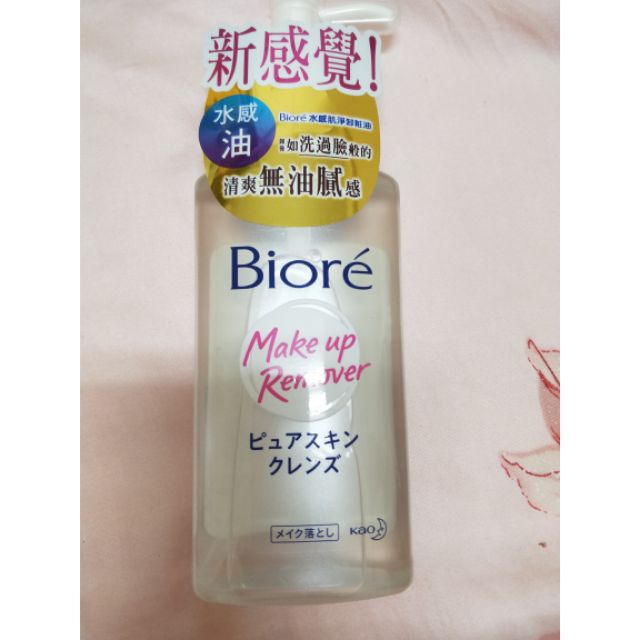 新感覺!
水感
油
Bioré 水感肌淨卸粧油
卸後 如洗過臉般的
清爽無油膩感
Bioré
Make up
Remover
ピュアスキン
クレンズ
メイク落とし
Kao